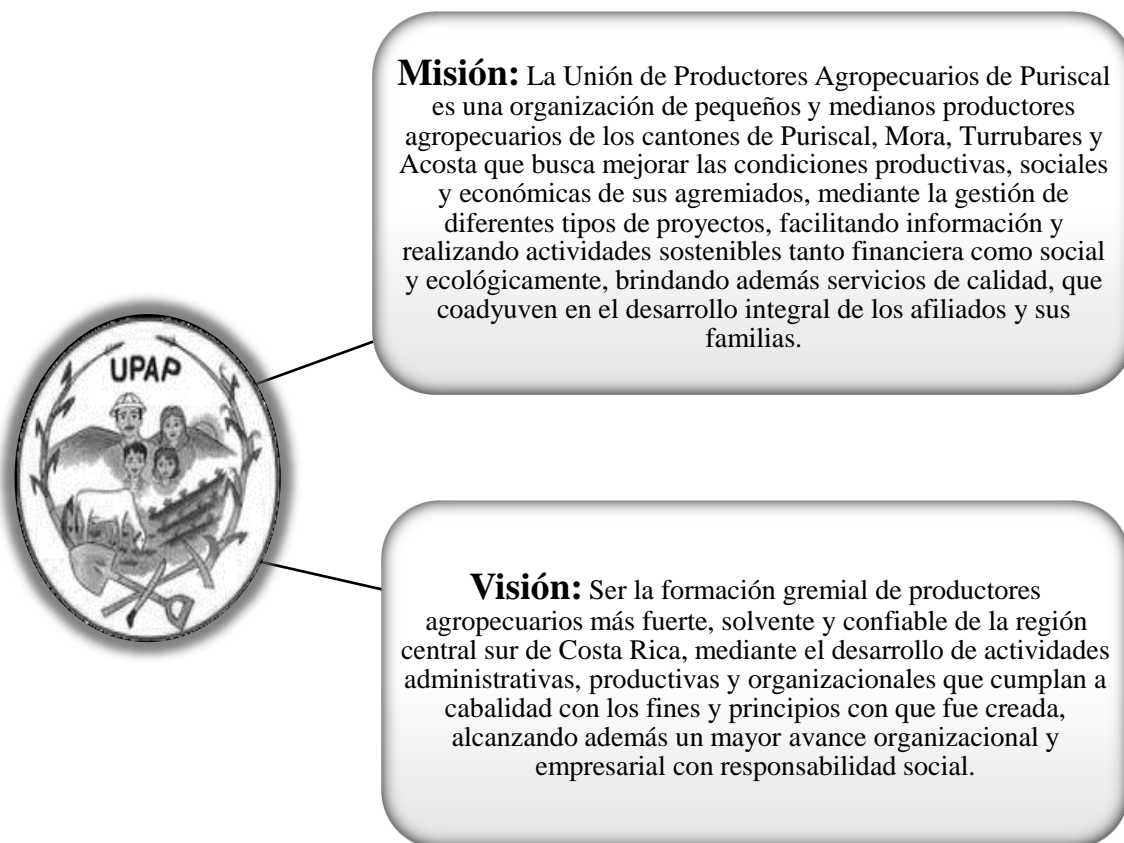 Misión: La Unión de Productores Agropecuarios de Puriscal
es una organización de pequeños y medianos productores
agropecuarios de los cantones de Puriscal, Mora, Turrubares y
Acosta que busca mejorar las condiciones productivas, sociales
y económicas de sus agremiados, mediante la gestión de
diferentes tipos de proyectos, facilitando información y
realizando actividades sostenibles tanto financiera como social
y ecológicamente, brindando además servicios de calidad, que
coadyuven en el desarrollo integral de los afiliados y sus
familias.
UPAP
Visión: Ser la formación gremial de productores
agropecuarios más fuerte, solvente y confiable de la región
central sur de Costa Rica, mediante el desarrollo de actividades
administrativas, productivas y organizacionales que cumplan a
cabalidad con los fines y principios con que fue creada,
alcanzando además un mayor avance organizacional y
empresarial con responsabilidad social.